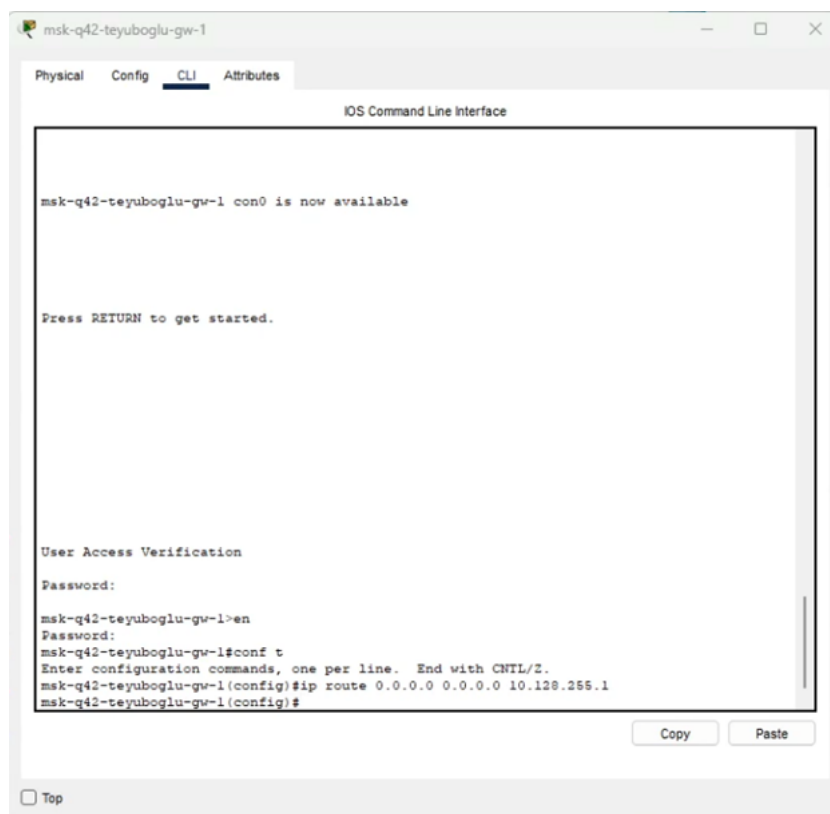 msk-q42-teyuboglu-gw-1
Physical Config CLI Attributes
IOS Command Line Interface
msk-q42-teyuboglu-gw-1 con0 is now available
Press RETURN to get started.
User Access Verification
Password:
msk-q42-teyuboglu-gw-1>en
Password:
msk-q42-teyuboglu-gw-1#conf t
Enter configuration commands, one per line.  End with CNTL/Z.
msk-q42-teyuboglu-gw-1(config)#ip route 0.0.0.0 0.0.0.0 10.128.255.1
msk-q42-teyuboglu-gw-1(config)#
Copy Paste
Top